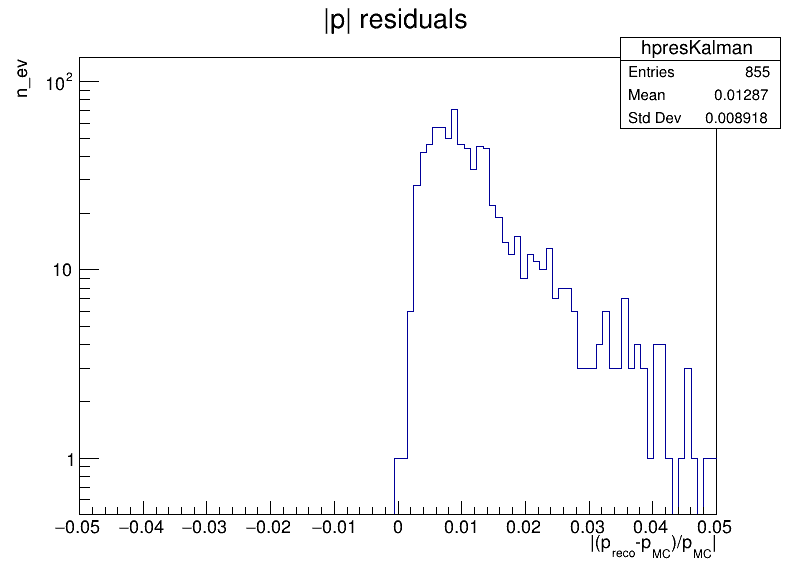 |p| residuals
hpresKalman
Entries 855
Mean 0.01287
Std Dev 0.008918
n_ev
10²
10
1
−0.05 −0.04 −0.03 −0.02 −0.01 0 0.01 0.02 0.03 0.04 0.05
|(p_reco-p_MC)/p_MC|